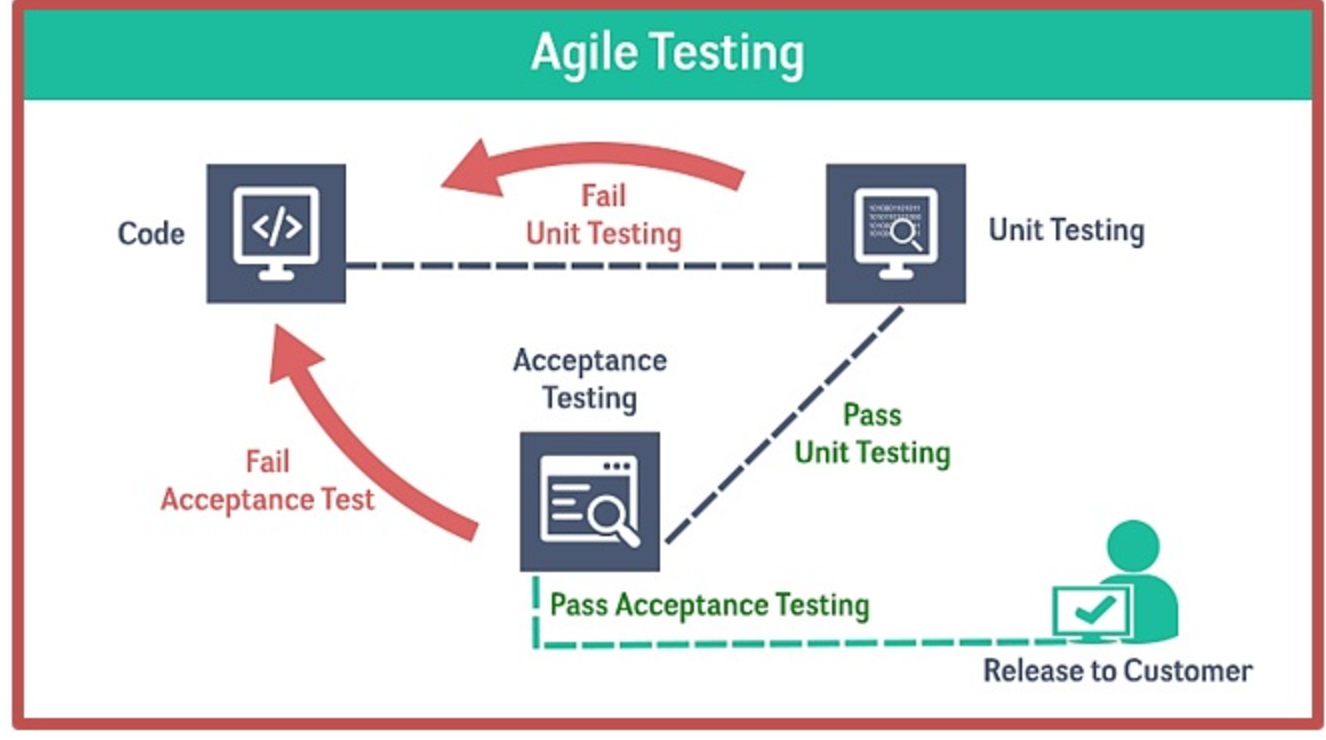 Agile Testing
Code
</>
Fail
Unit Testing
Unit Testing
Acceptance
Testing
Pass
Unit Testing
Fail
Acceptance Test
Pass Acceptance Testing
Release to Customer